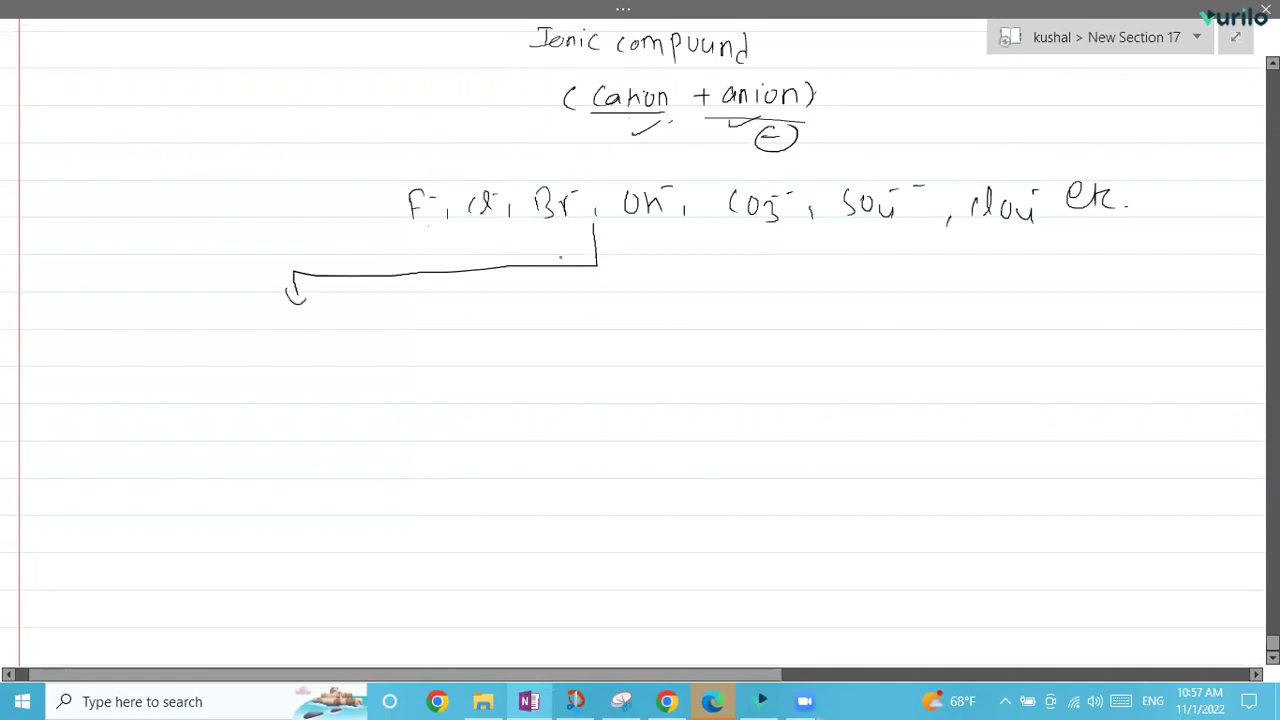 ...
Yurilo
kushal > New Section 17
Ionic compound
( Cation + anion)
(-)
F⁻, Cl⁻, Br⁻, OH⁻, CO3⁻⁻, SO4⁻⁻, ClO4⁻ etc.
Type here to search
68°F
ENG
10:57 AM
11/1/2022